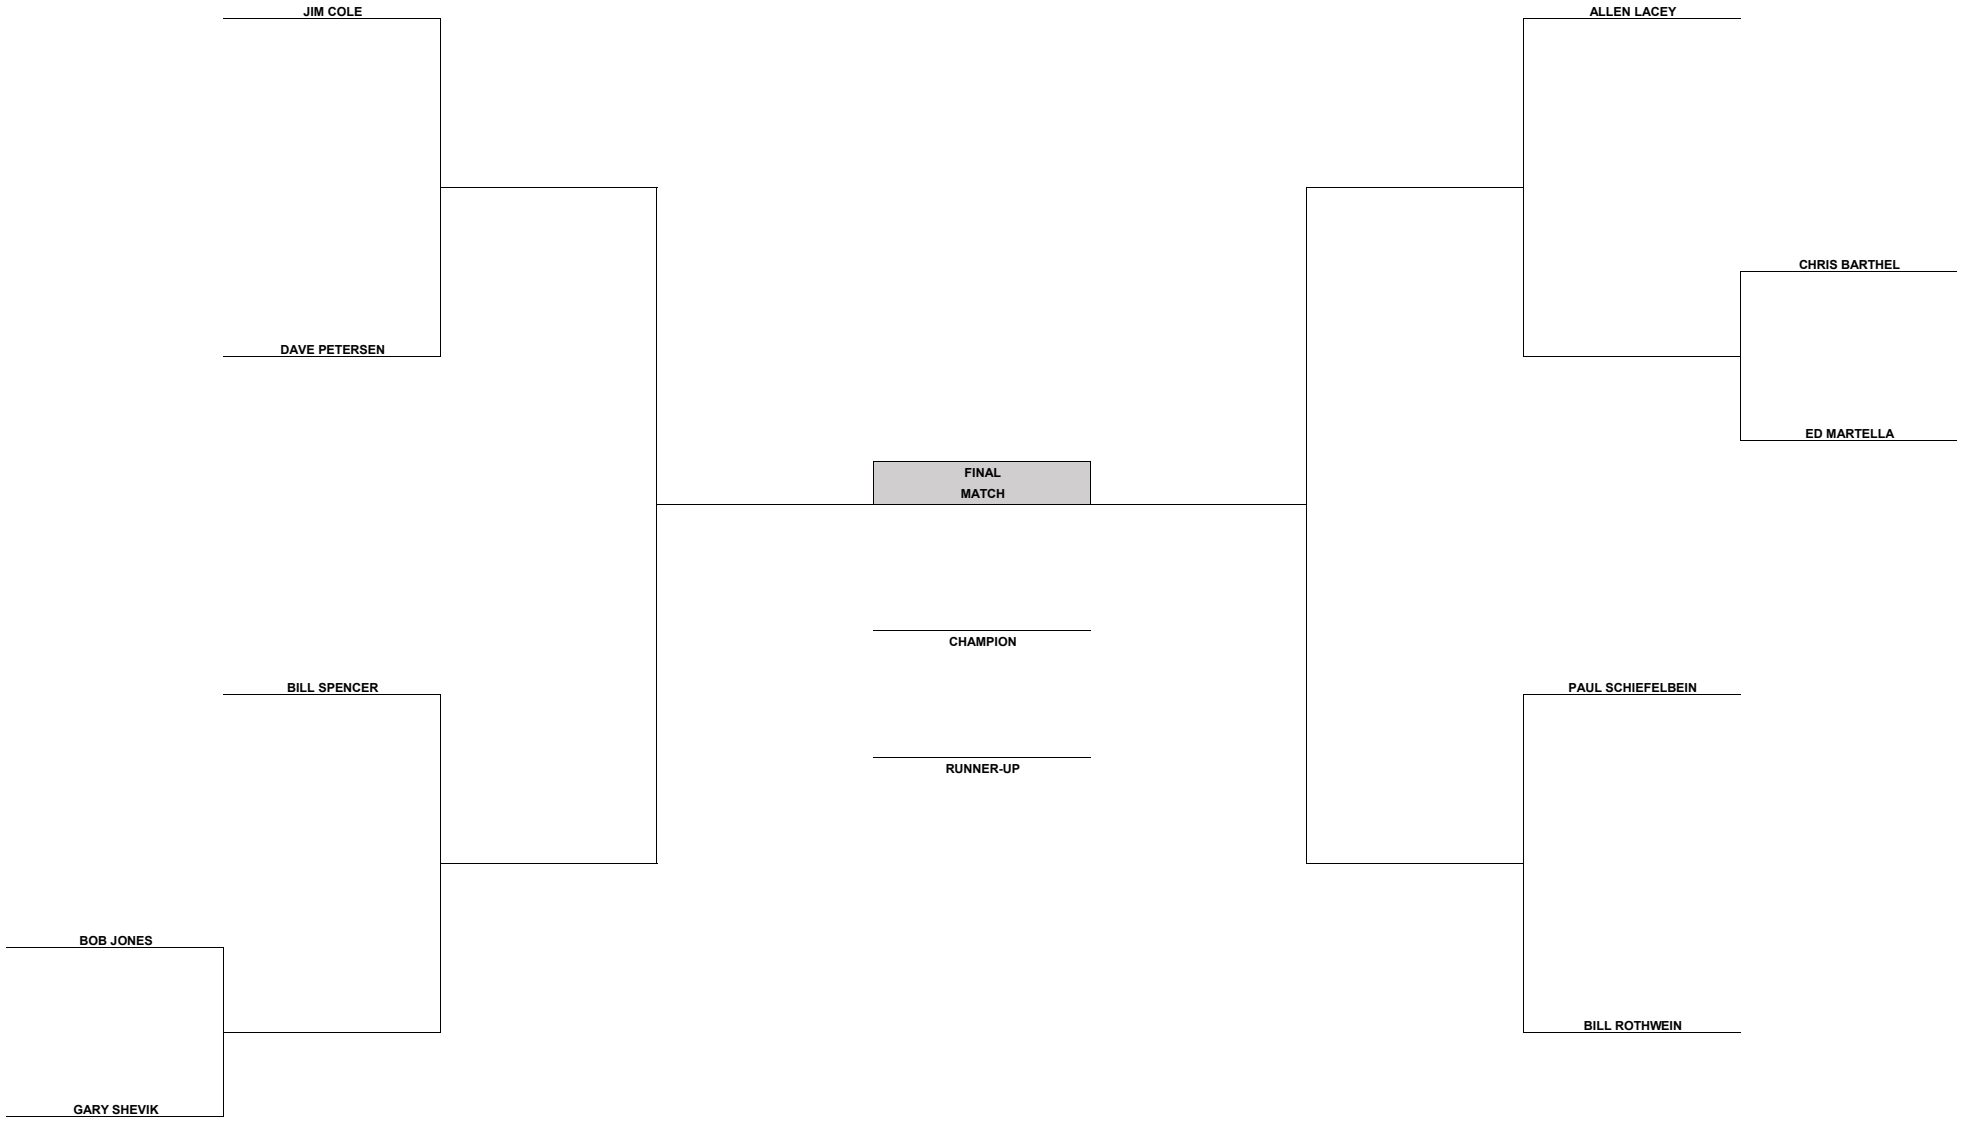 JIM COLE
ALLEN LACEY
CHRIS BARTHEL
DAVE PETERSEN
ED MARTELLA
FINAL
MATCH
CHAMPION
BILL SPENCER
PAUL SCHIEFELBEIN
RUNNER-UP
BOB JONES
BILL ROTHWEIN
GARY SHEVIK